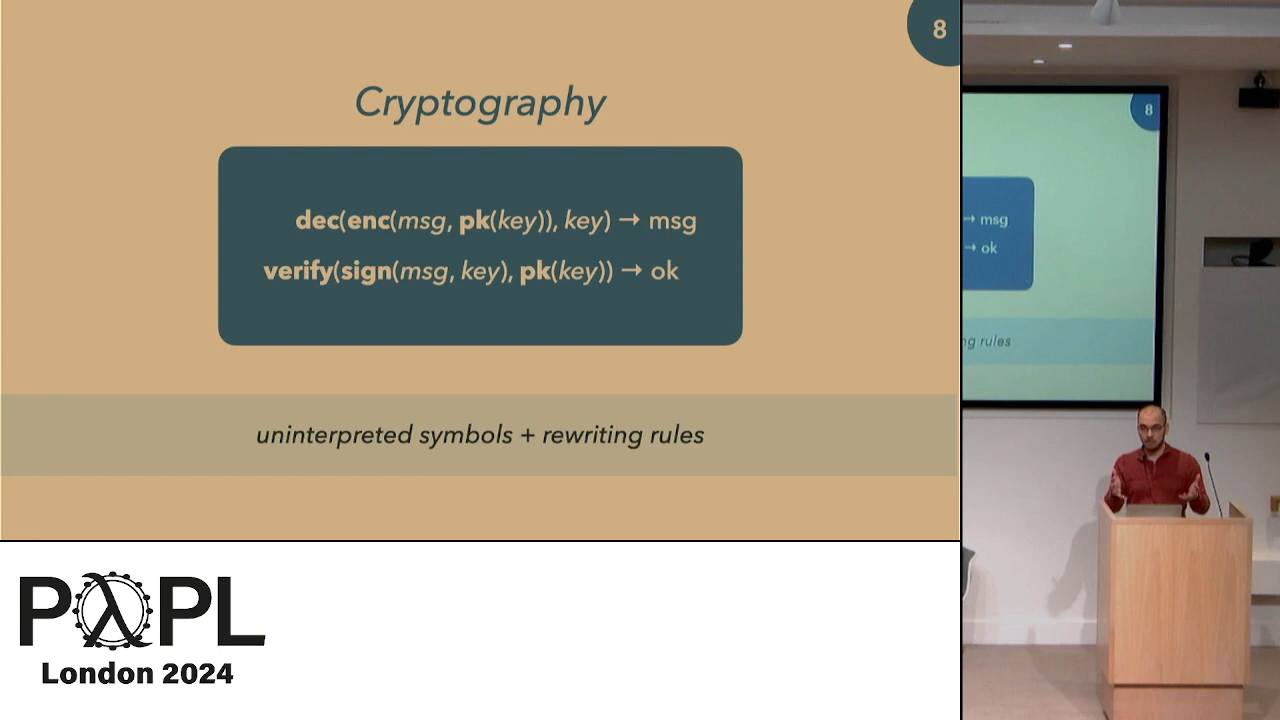 8
Cryptography
dec(enc(msg, pk(key)), key) → msg
verify(sign(msg, key), pk(key)) → ok
uninterpreted symbols + rewriting rules
PλPL
London 2024
8
→ msg
→ ok
ng rules